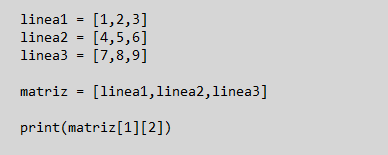 linea1 = [1,2,3]
linea2 = [4,5,6]
linea3 = [7,8,9]
matriz = [linea1,linea2,linea3]
print(matriz[1][2])